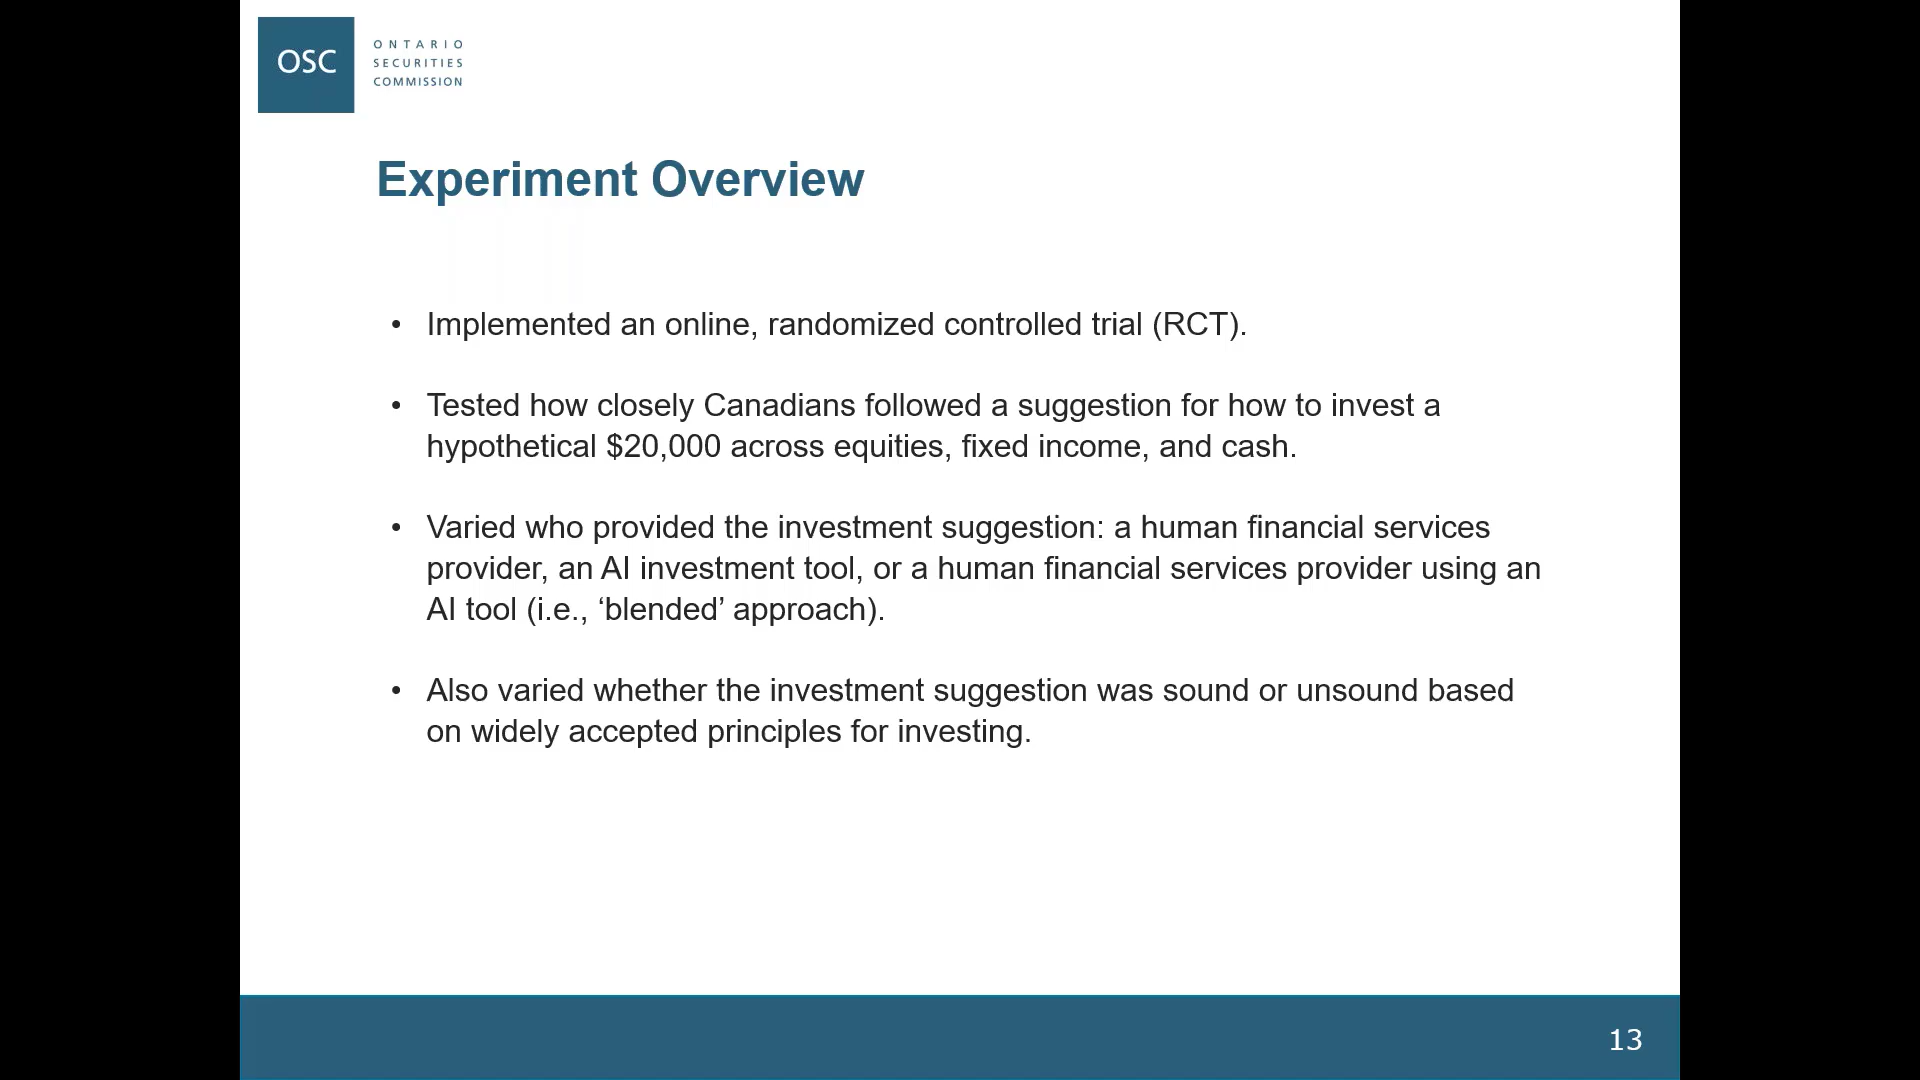 OSC
ONTARIO
SECURITIES
COMMISSION
Experiment Overview
• Implemented an online, randomized controlled trial (RCT).
• Tested how closely Canadians followed a suggestion for how to invest a
hypothetical $20,000 across equities, fixed income, and cash.
• Varied who provided the investment suggestion: a human financial services
provider, an AI investment tool, or a human financial services provider using an
AI tool (i.e., ‘blended’ approach).
• Also varied whether the investment suggestion was sound or unsound based
on widely accepted principles for investing.
13